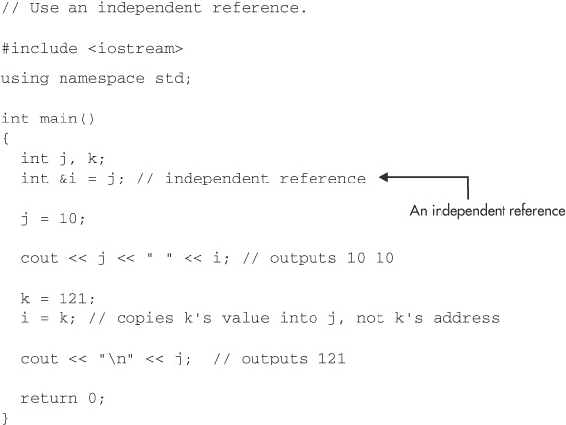 // Use an independent reference.
#include <iostream>
using namespace std;
int main()
{
int j, k;
int &i = j; // independent reference
An independent reference
j = 10;
cout << j << " " << i; // outputs 10 10
k = 121;
i = k; // copies k's value into j, not k's address
cout << "\n" << j;  // outputs 121
return 0;
}